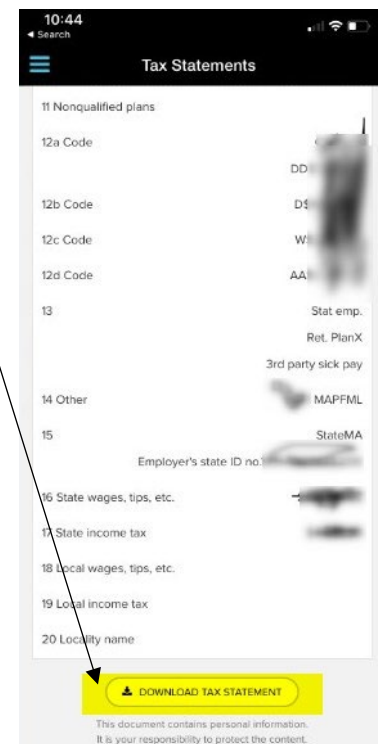 10:44
Search
Tax Statements
11 Nonqualified plans
12a Code
DD
12b Code D$
12c Code W
12d Code AA
13 Stat emp.
Ret. PlanX
3rd party sick pay
14 Other MAPFML
15 StateMA
Employer's state ID no.
16 State wages, tips, etc.
17 State income tax
18 Local wages, tips, etc.
19 Local income tax
20 Locality name
DOWNLOAD TAX STATEMENT
This document contains personal information.
It is your responsibility to protect the content.